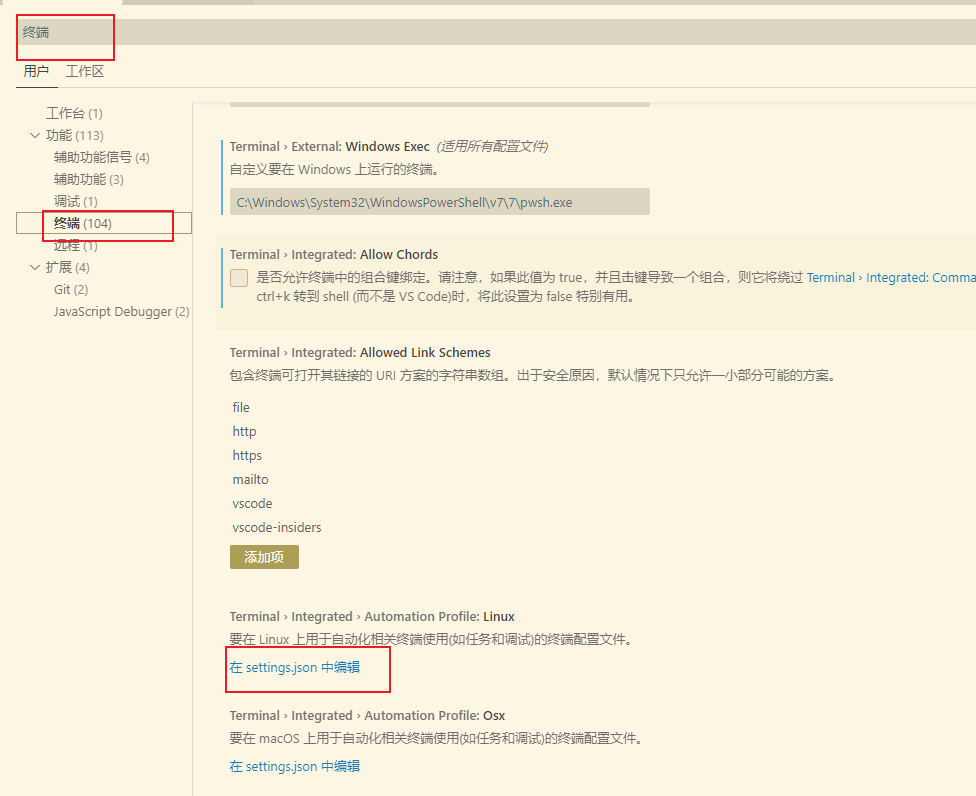 终端
用户 工作区
工作台 (1)
功能 (113)
辅助功能信号 (4)
辅助功能 (3)
调试 (1)
终端 (104)
远程 (1)
扩展 (4)
Git (2)
JavaScript Debugger (2)
Terminal › External: Windows Exec (适用所有配置文件)
自定义要在 Windows 上运行的终端。
C:\Windows\System32\WindowsPowerShell\v7\7\pwsh.exe
Terminal › Integrated: Allow Chords
是否允许终端中的组合键绑定。请注意，如果此值为 true，并且击键导致一个组合，则它将绕过 Terminal › Integrated: Comma
ctrl+k 转到 shell (而不是 VS Code)时，将此设置为 false 特别有用。
Terminal › Integrated: Allowed Link Schemes
包含终端可打开其链接的 URI 方案的字符串数组。出于安全原因，默认情况下只允许一小部分可能的方案。
file
http
https
mailto
vscode
vscode-insiders
添加项
Terminal › Integrated › Automation Profile: Linux
要在 Linux 上用于自动化相关终端使用(如任务和调试)的终端配置文件。
在 settings.json 中编辑
Terminal › Integrated › Automation Profile: Osx
要在 macOS 上用于自动化相关终端使用(如任务和调试)的终端配置文件。
在 settings.json 中编辑